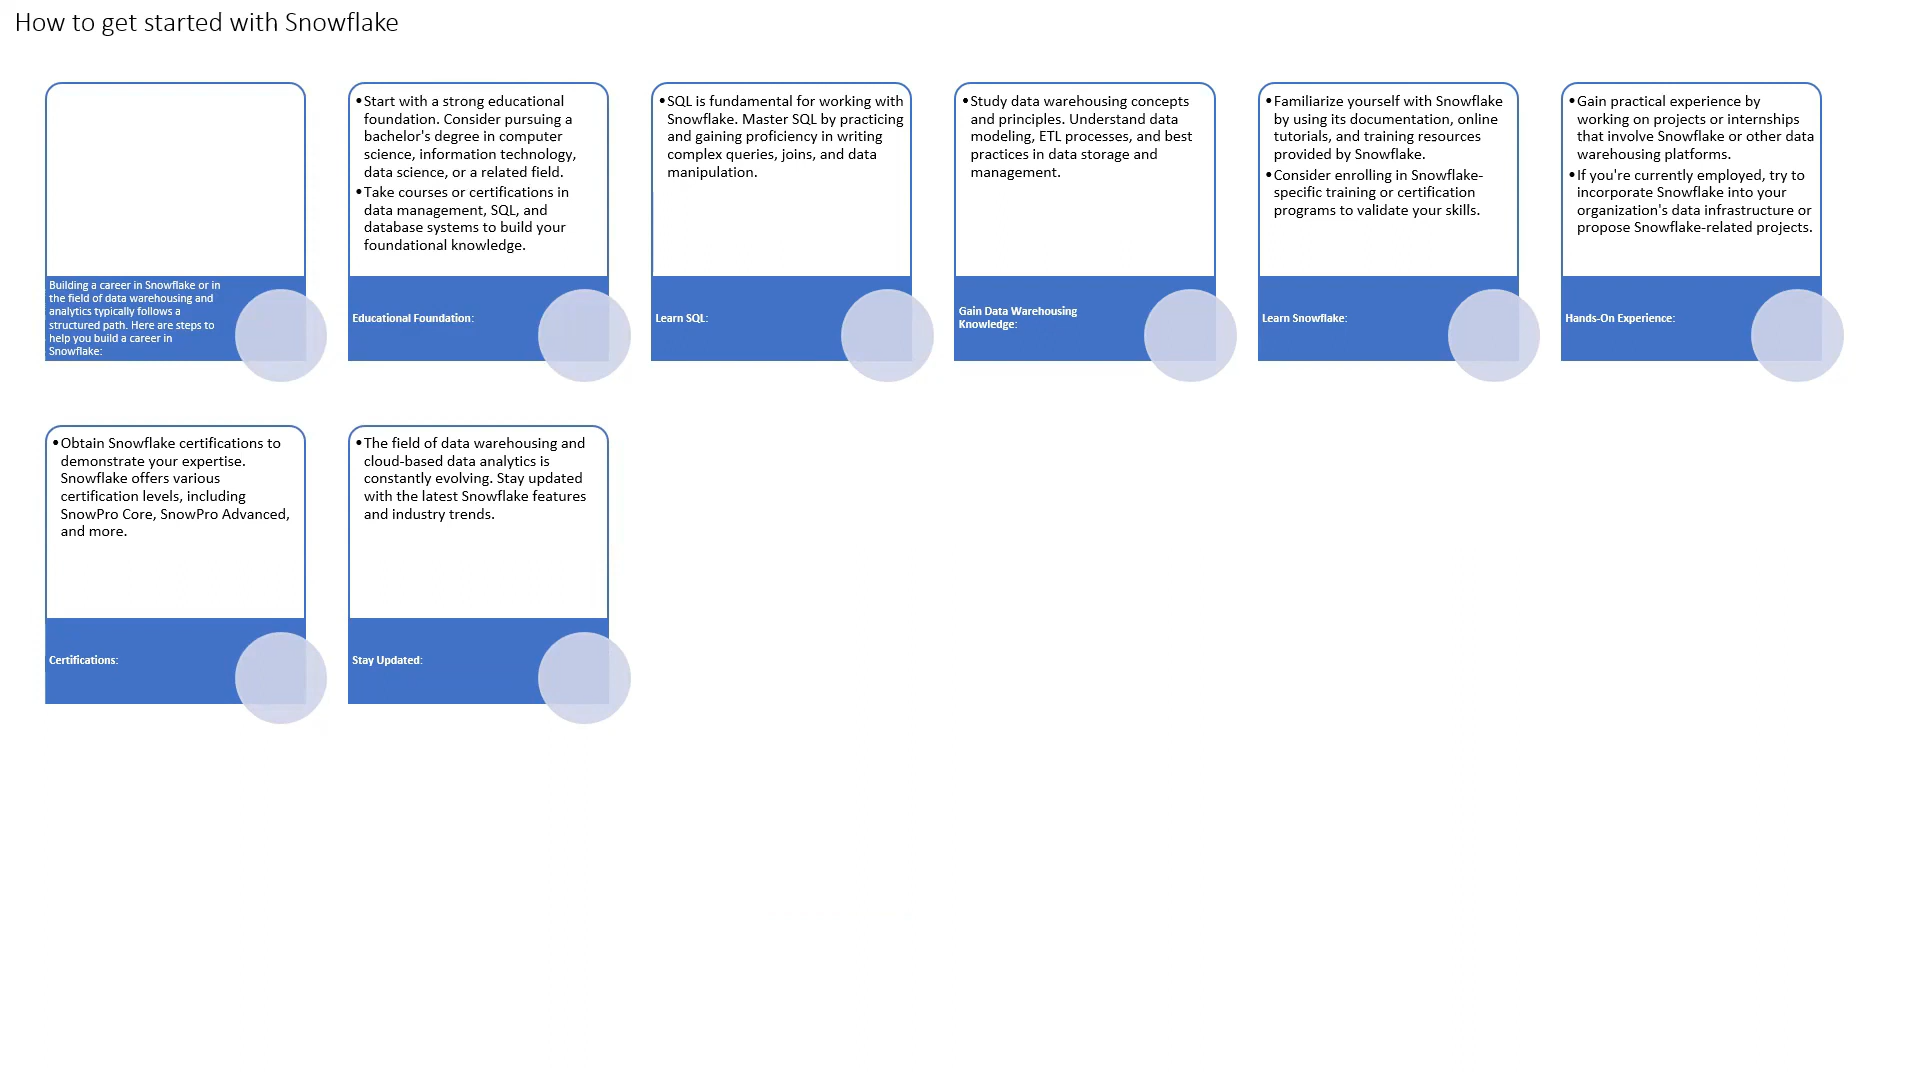 How to get started with Snowflake
Building a career in Snowflake or in
the field of data warehousing and
analytics typically follows a
structured path. Here are steps to
help you build a career in
Snowflake:
•Start with a strong educational
foundation. Consider pursuing a
bachelor's degree in computer
science, information technology,
data science, or a related field.
•Take courses or certifications in
data management, SQL, and
database systems to build your
foundational knowledge.
Educational Foundation:
•SQL is fundamental for working with
Snowflake. Master SQL by practicing
and gaining proficiency in writing
complex queries, joins, and data
manipulation.
Learn SQL:
•Study data warehousing concepts
and principles. Understand data
modeling, ETL processes, and best
practices in data storage and
management.
Gain Data Warehousing
Knowledge:
•Familiarize yourself with Snowflake
by using its documentation, online
tutorials, and training resources
provided by Snowflake.
•Consider enrolling in Snowflake-
specific training or certification
programs to validate your skills.
Learn Snowflake:
•Gain practical experience by
working on projects or internships
that involve Snowflake or other data
warehousing platforms.
•If you're currently employed, try to
incorporate Snowflake into your
organization's data infrastructure or
propose Snowflake-related projects.
Hands-On Experience:
•Obtain Snowflake certifications to
demonstrate your expertise.
Snowflake offers various
certification levels, including
SnowPro Core, SnowPro Advanced,
and more.
Certifications:
•The field of data warehousing and
cloud-based data analytics is
constantly evolving. Stay updated
with the latest Snowflake features
and industry trends.
Stay Updated: